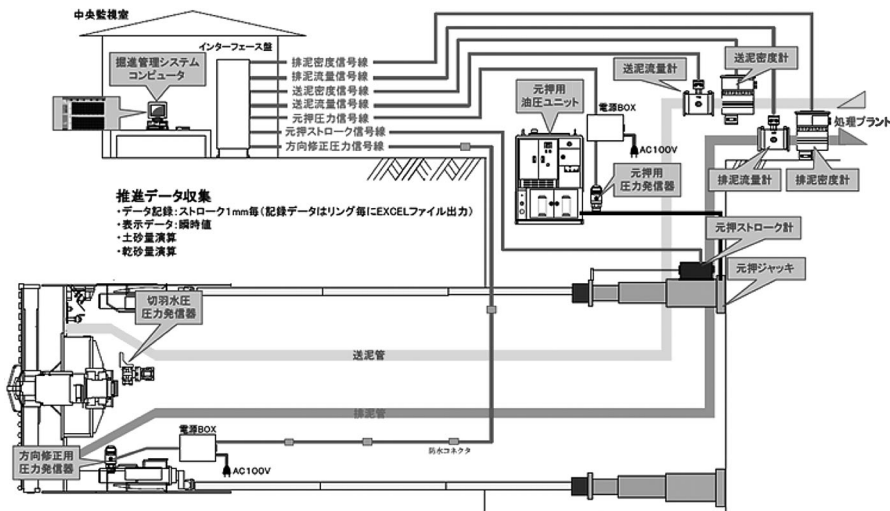 中央監視室
インターフェース盤
掘進管理システム
コンピュータ
排泥密度信号線
排泥流量信号線
送泥密度信号線
送泥流量信号線
元押圧力信号線
元押ストローク信号線
方向修正圧力信号線
送泥流量計
送泥密度計
元押用
油圧ユニット
電源BOX
AC100V
処理プラント
元押用
圧力発信器
排泥流量計
排泥密度計
推進データ収集
・データ記録:ストローク1mm毎(記録データはリング毎にEXCELファイル出力)
・表示データ:瞬時値
・土砂量演算
・乾砂量演算
元押ストローク計
元押ジャッキ
切羽水圧
圧力発信器
送泥管
排泥管
電源BOX
方向修正用
圧力発信器
防水コネクタ
AC100V